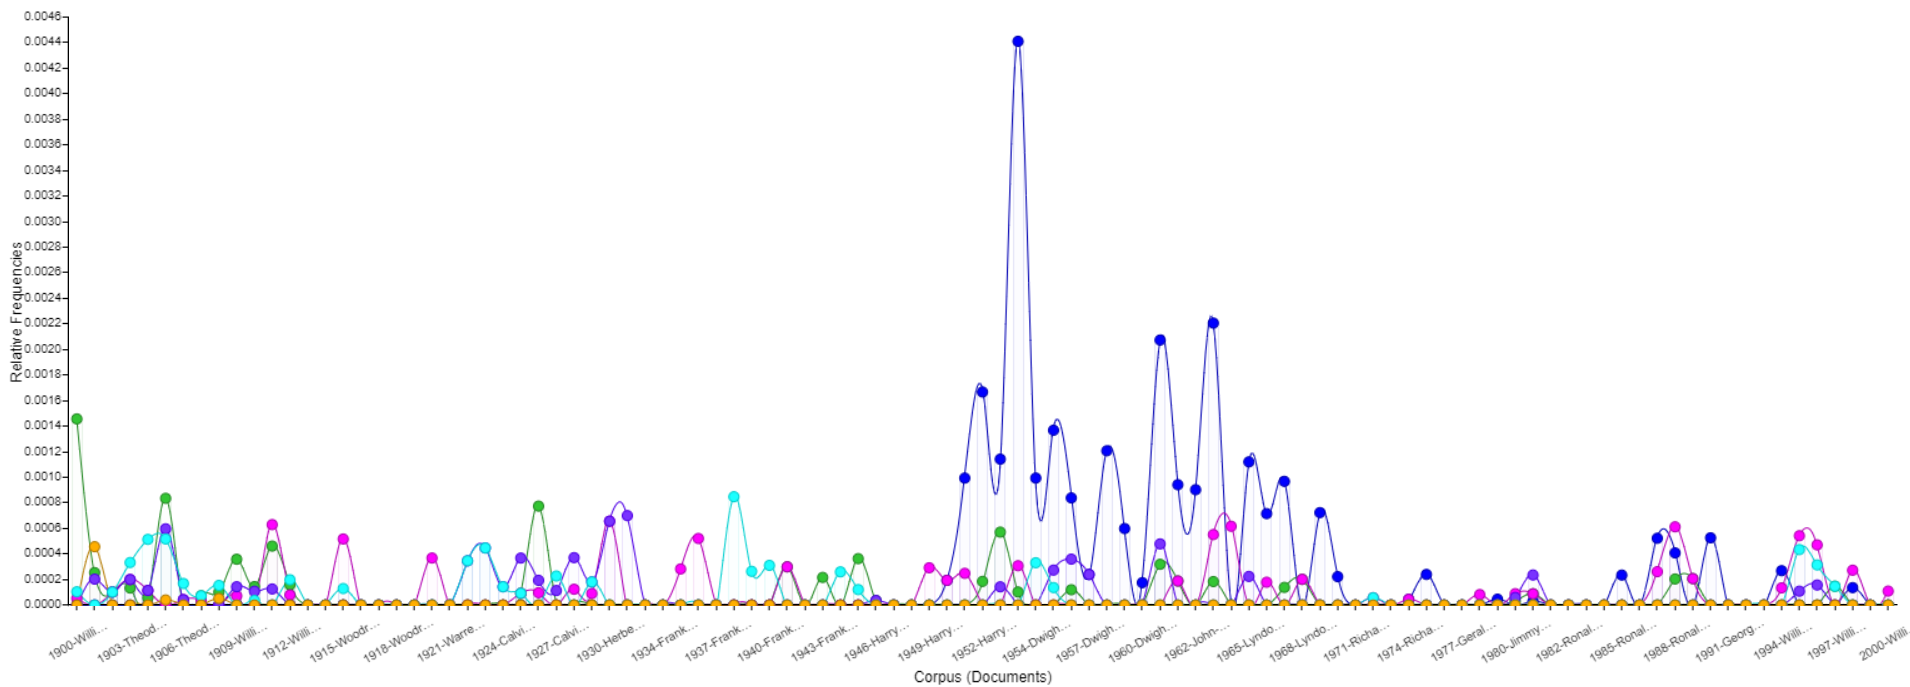 0.0046
0.0044
0.0042
0.0040
0.0038
0.0036
0.0034
0.0032
0.0030
0.0028
0.0026
0.0024
0.0022
0.0020
0.0018
0.0016
0.0014
0.0012
0.0010
0.0008
0.0006
0.0004
0.0002
0.0000
Relative Frequencies
1900-Willi…
1903-Theod…
1906-Theod…
1909-Willi…
1912-Willi…
1915-Woodr…
1918-Woodr…
1921-Warre…
1924-Calvi…
1927-Calvi…
1930-Herbe…
1934-Frank…
1937-Frank…
1940-Frank…
1943-Frank…
1946-Harry…
1949-Harry…
1952-Harry…
1954-Dwigh…
1957-Dwigh…
1960-Dwigh…
1962-John-…
1965-Lyndo…
1968-Lyndo…
1971-Richa…
1974-Richa…
1977-Geral…
1980-Jimmy…
1982-Ronal…
1985-Ronal…
1988-Ronal…
1991-Georg…
1994-Willi…
1997-Willi…
2000-Willi
Corpus (Documents)